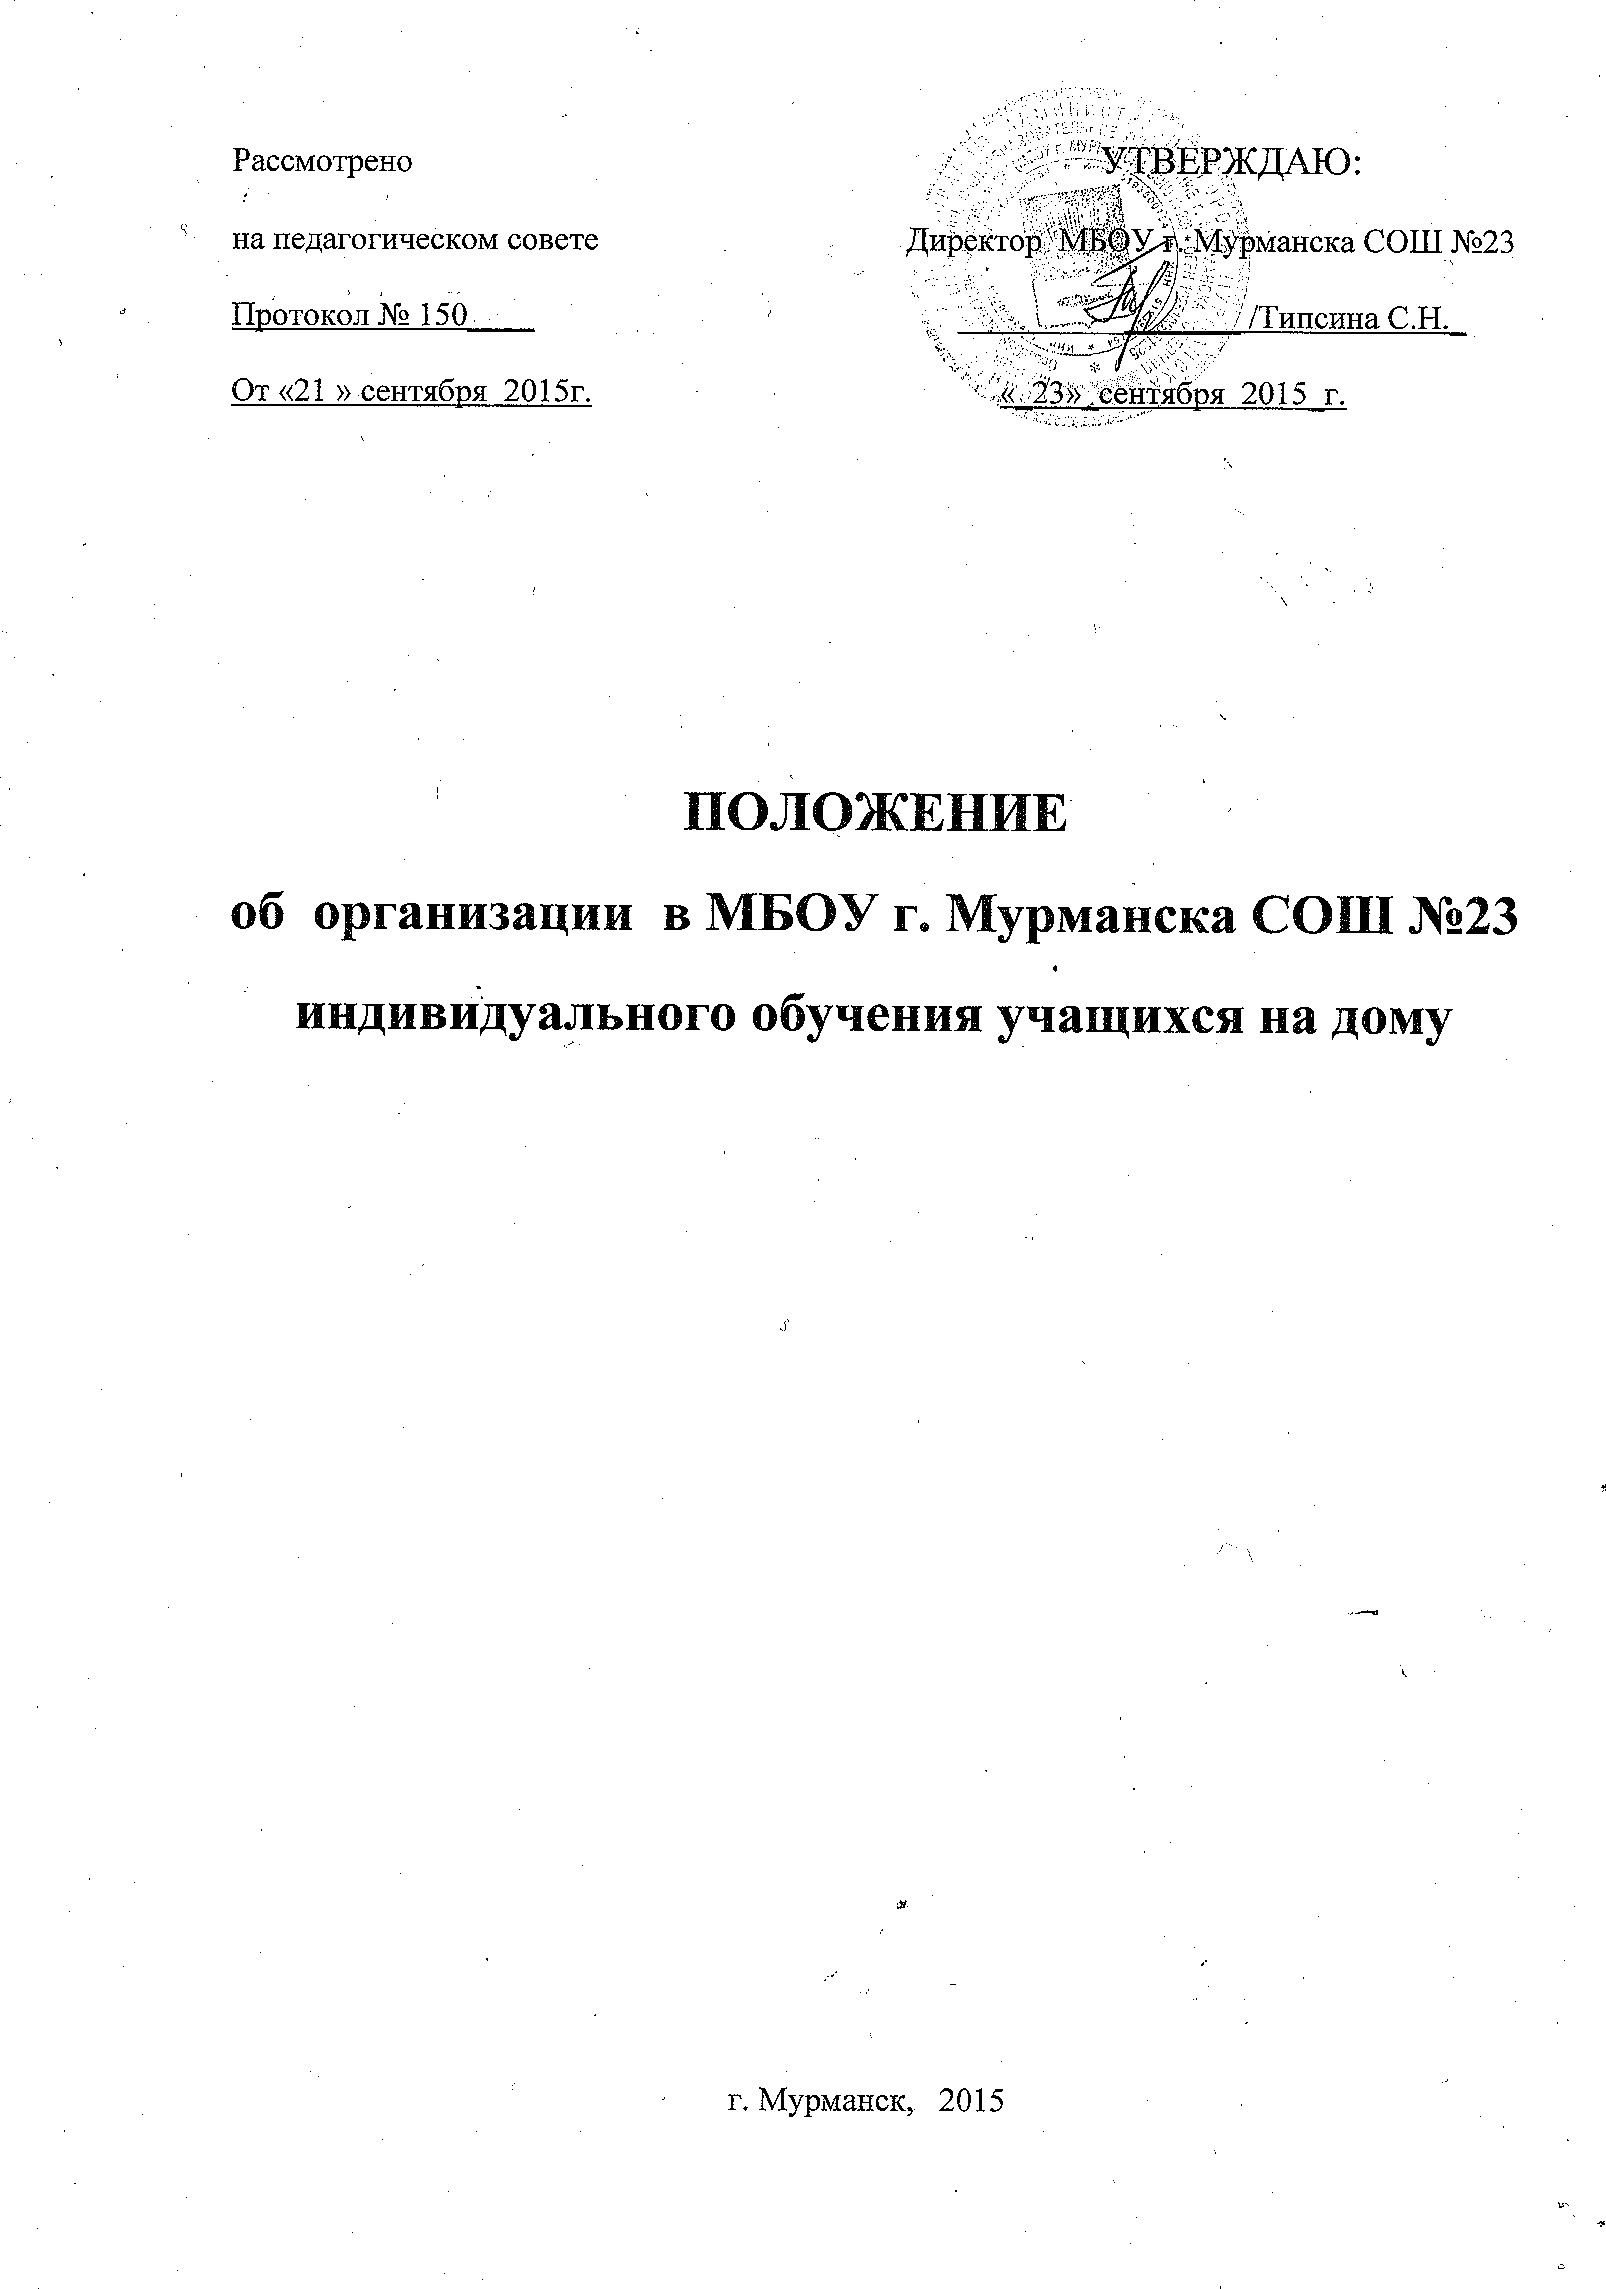 Рассмотрено
на педагогическом совете
Протокол № 150____
От «21 » сентября 2015г.
УТВЕРЖДАЮ:
Директор МБОУ г. Мурманска СОШ №23
/Типсина С.Н._
« 23» сентября 2015 г.
ПОЛОЖЕНИЕ
об организации в МБОУ г. Мурманска СОШ №23
индивидуального обучения учащихся на дому
г. Мурманск, 2015